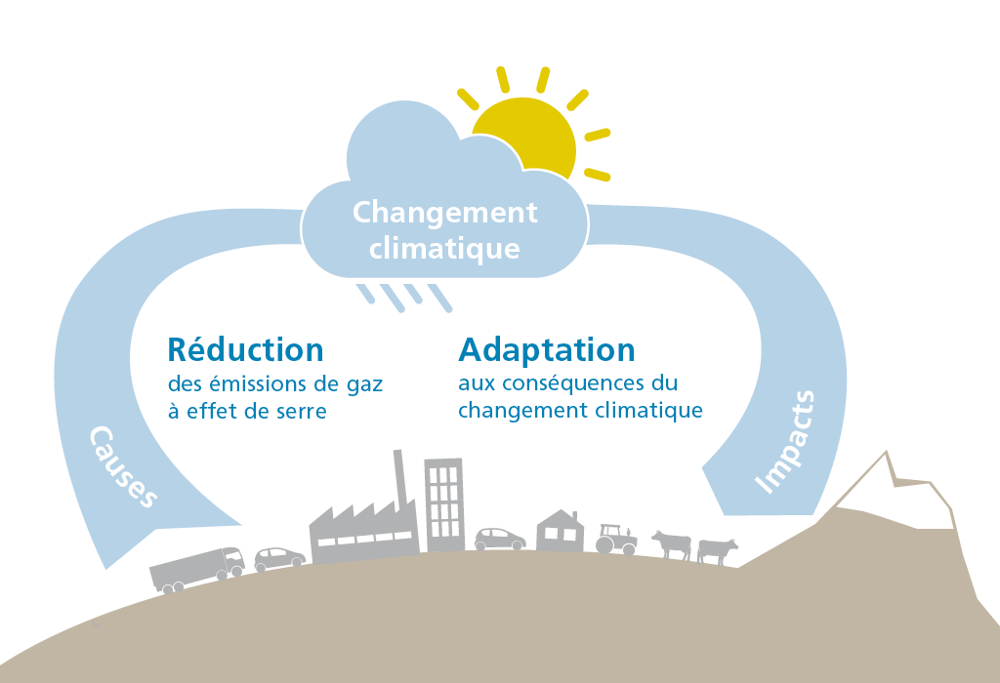 Changement
climatique
Réduction
des émissions de gaz
à effet de serre
Adaptation
aux conséquences du
changement climatique
Causes
Impacts